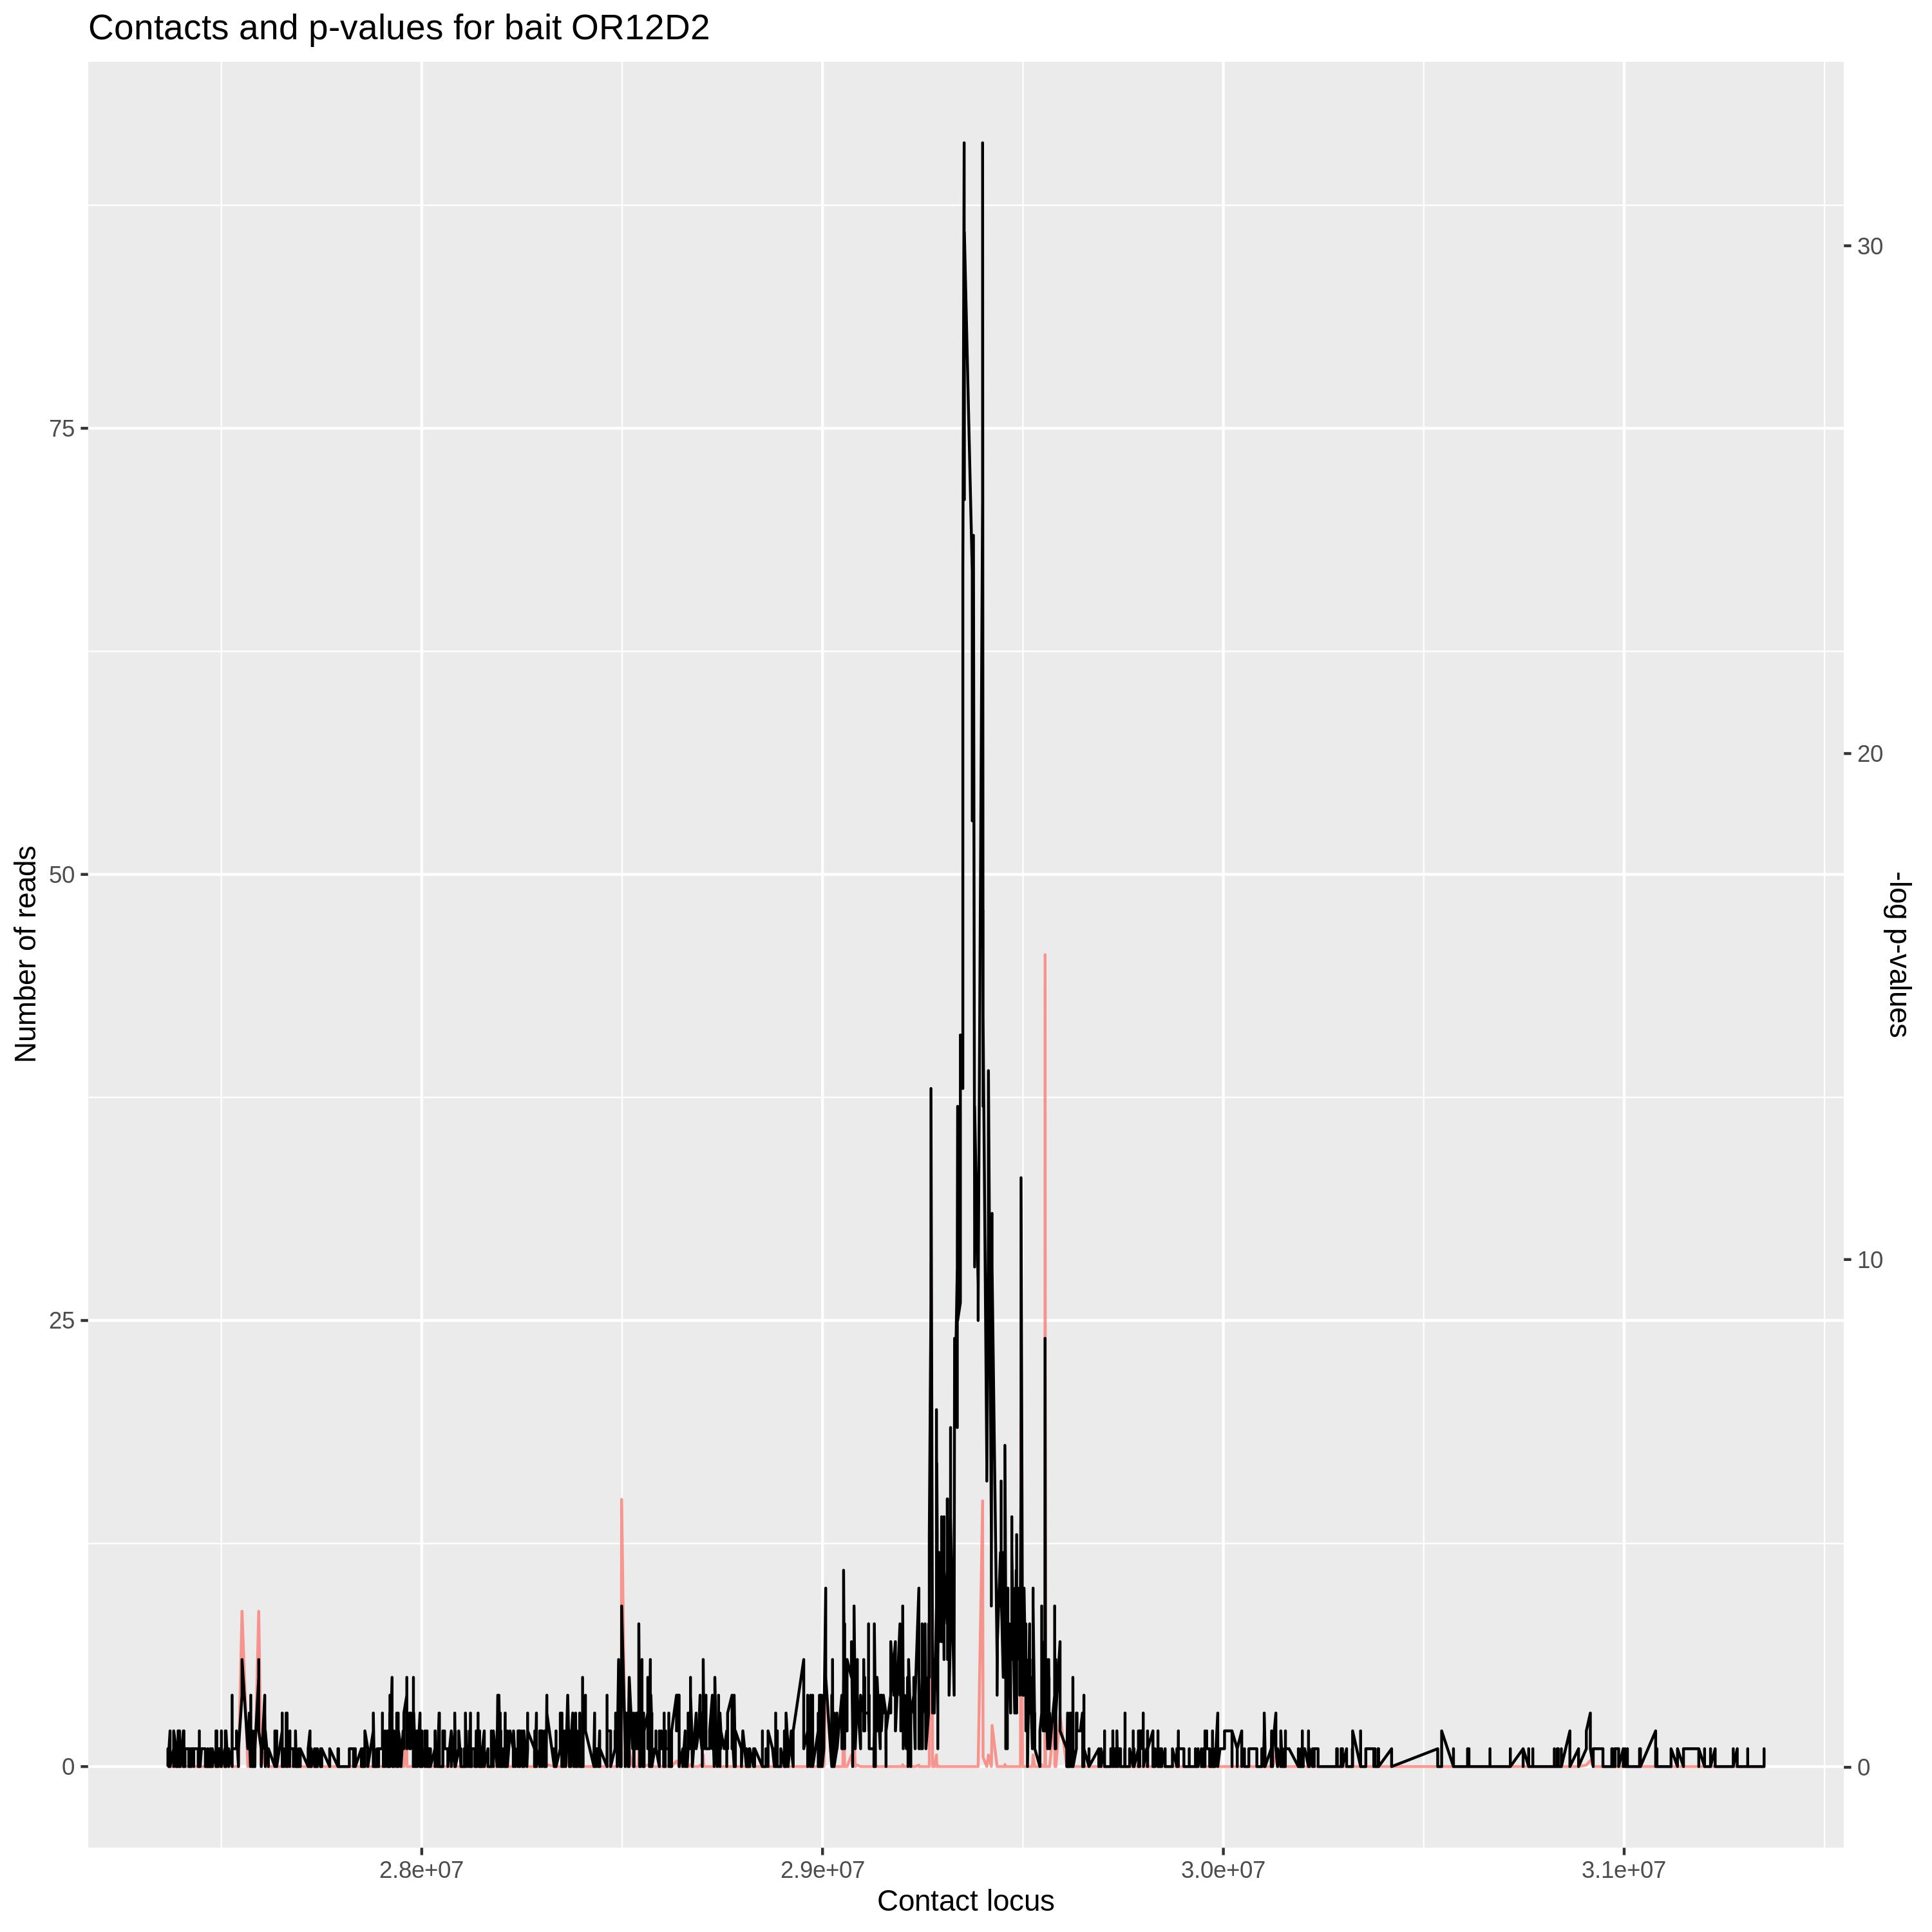 Contacts and p-values for bait OR12D2
Number of reads
75
50
25
0
30
20
10
0
-log p-values
2.8e+07 2.9e+07 3.0e+07 3.1e+07
Contact locus